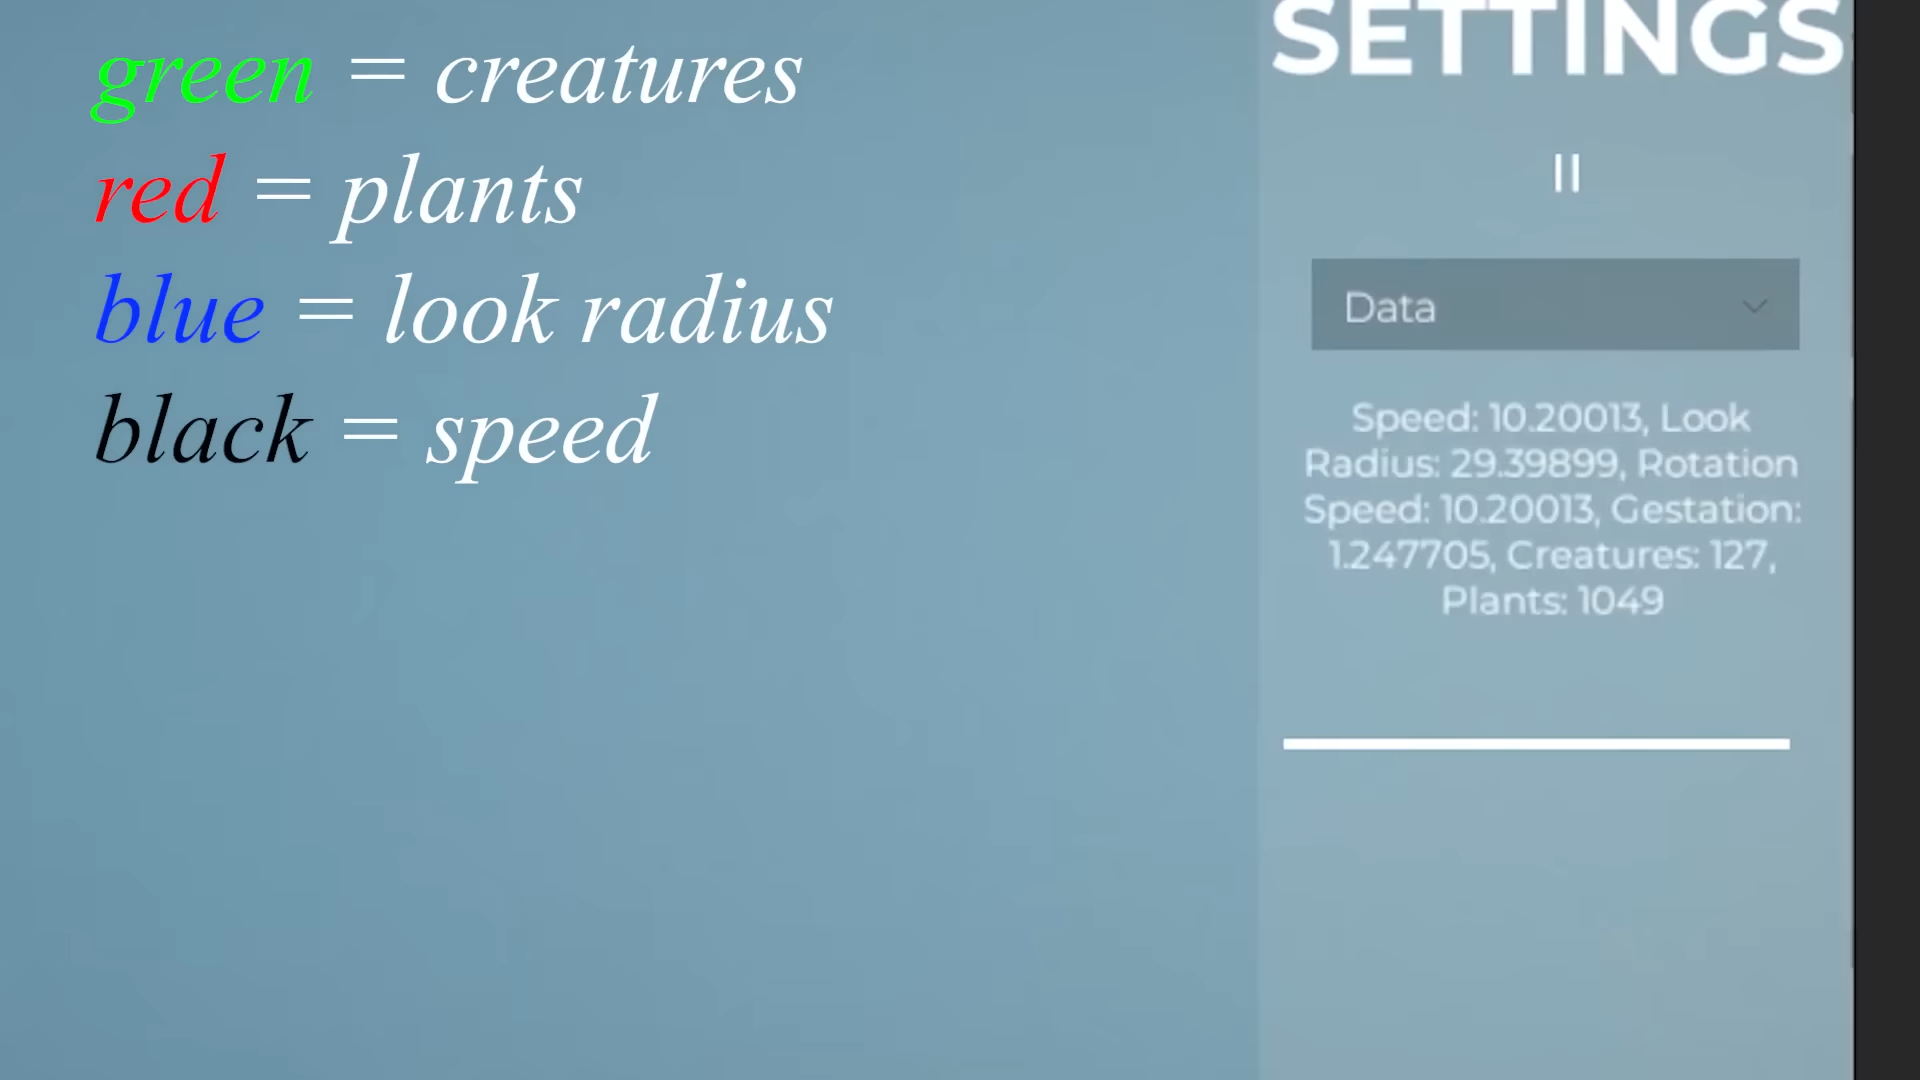 green = creatures
red = plants
blue = look radius
black = speed
SETTINGS
Data
Speed: 10.20013, Look
Radius: 29.39899, Rotation
Speed: 10.20013, Gestation:
1.247705, Creatures: 127,
Plants: 1049